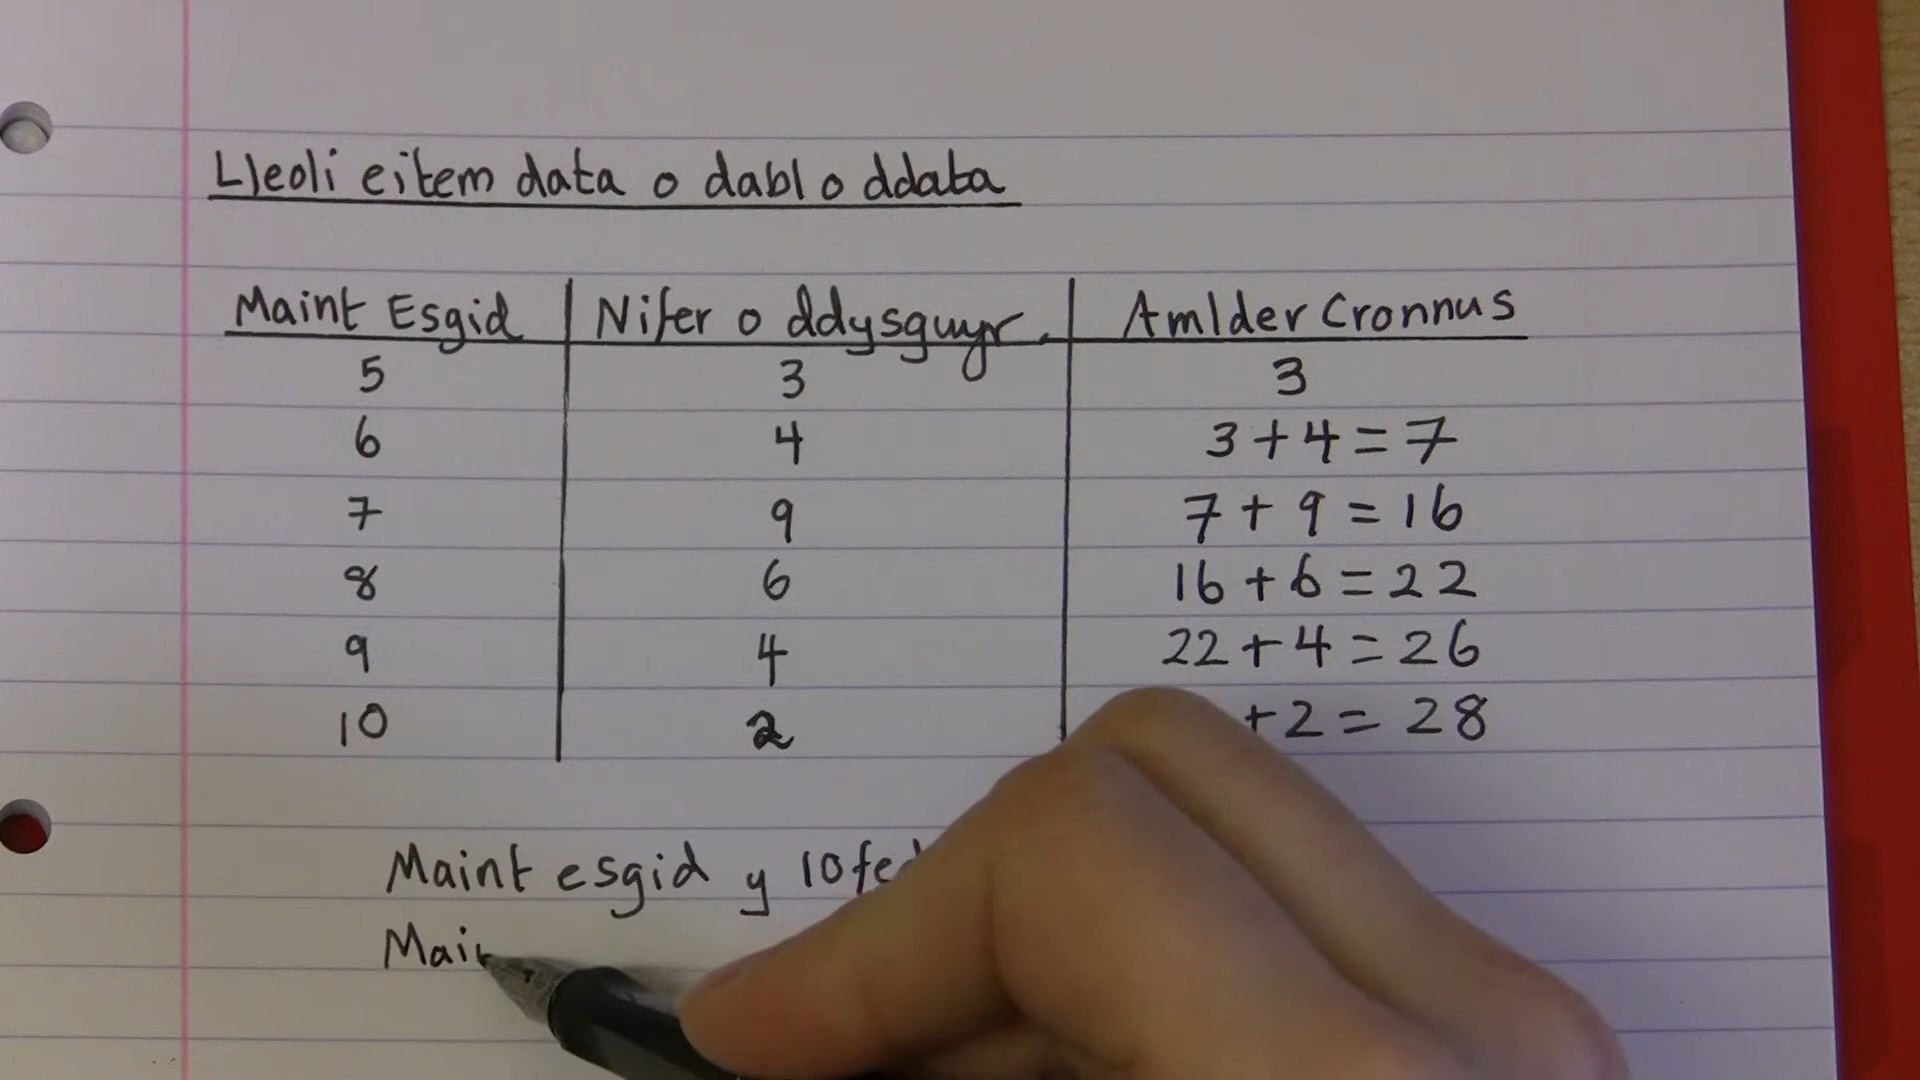 Lleoli eitem data o dabl o ddata
Maint Esgid Nifer o ddysgwyr. Amlder Cronnus
5 3 3
6 4 3+4=7
7 9 7+9=16
8 6 16+6=22
9 4 22+4=26
10 2 +2=28
Maint esgid y 10fed